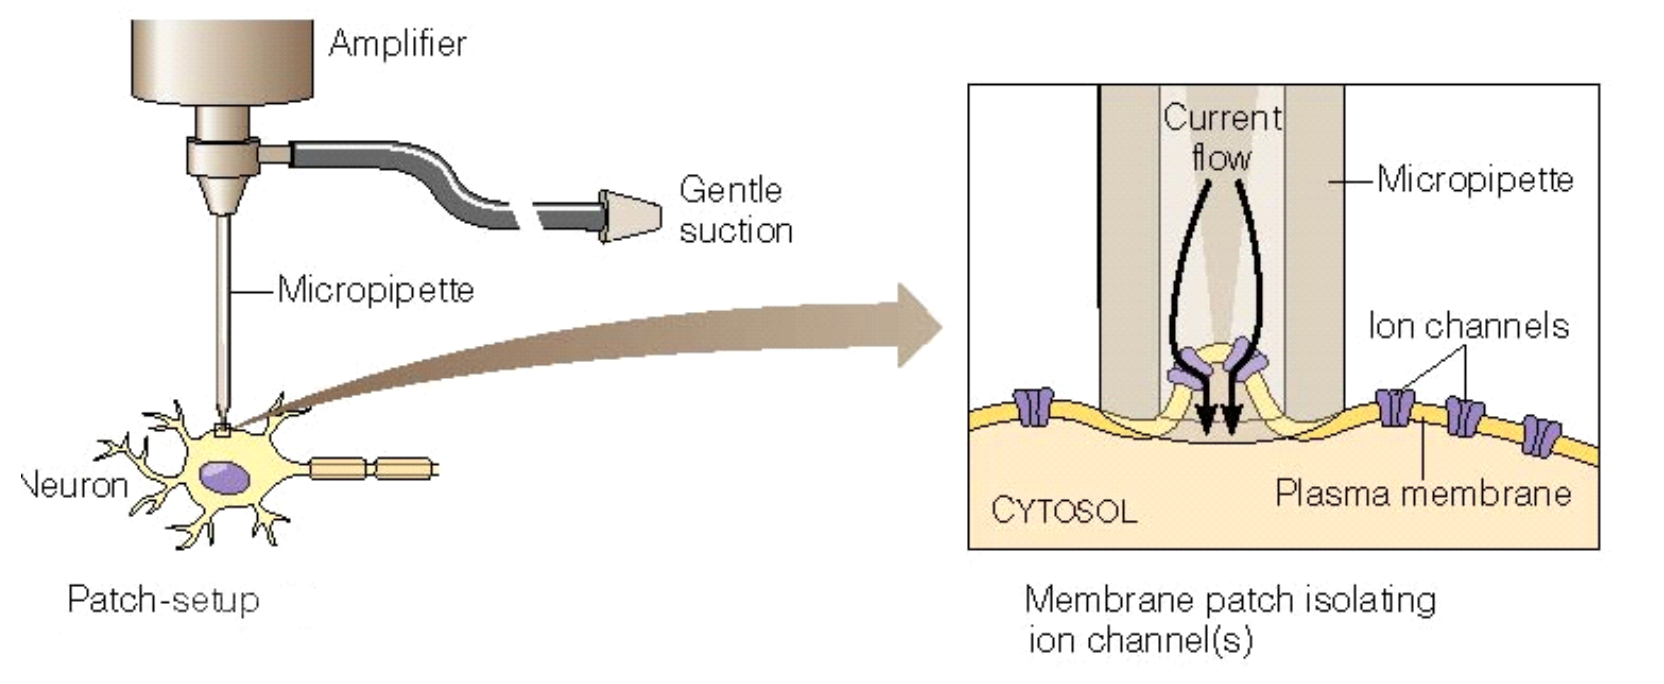 Amplifier
Gentle
suction
Micropipette
Neuron
Patch-setup
Current
flow
Micropipette
Ion channels
Plasma membrane
CYTOSOL
Membrane patch isolating
ion channel(s)